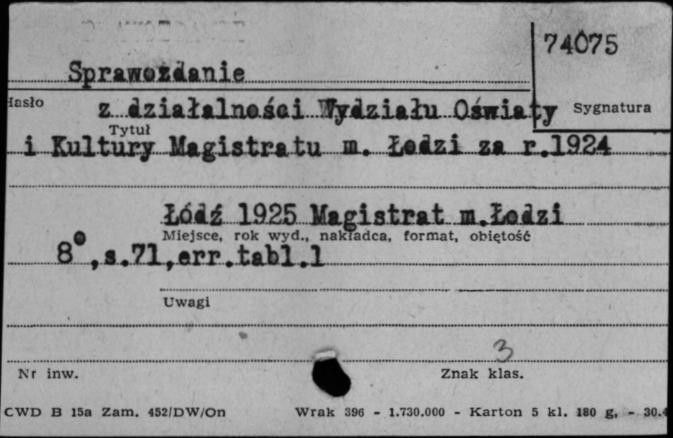 74075
Sprawozdanie
Hasło
z działalności Wydziału Oświaty
Sygnatura
Tytuł
i Kultury Magistratu m. Łodzi za r.1924
Łódź 1925 Magistrat m.Łodzi
Miejsce, rok wyd., nakładca, format, objętość
8°,s.71,err.tabl.1
Uwagi
3
Nr inw.
Znak klas.
CWD B 15a Zam. 452/DW/On Wrak 396 - 1.730.000 - Karton 5 kl. 180 g. - 30.4